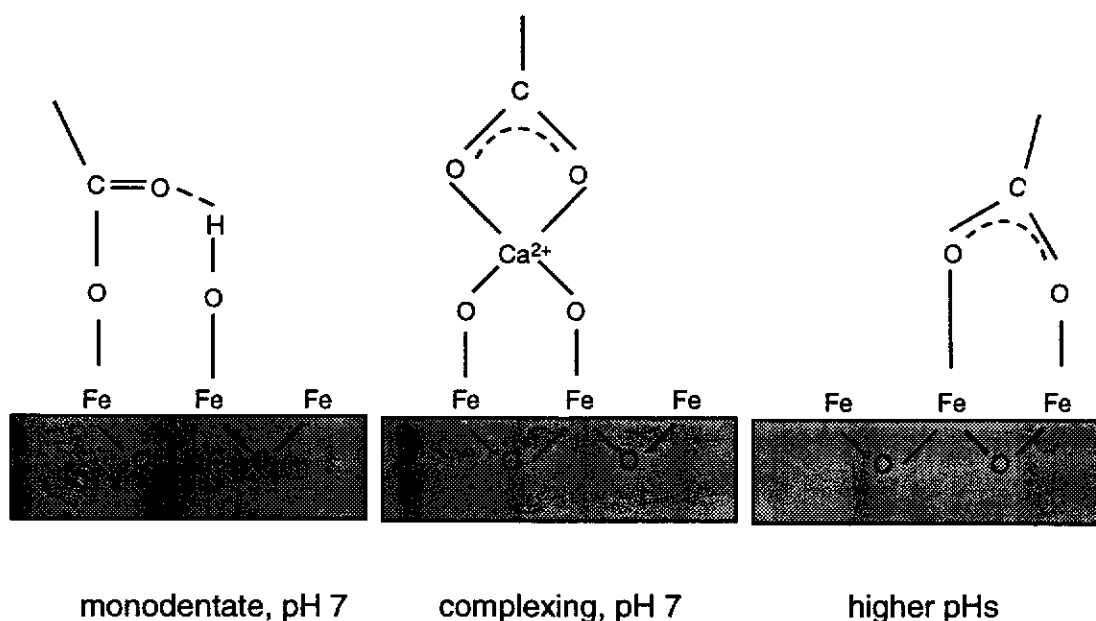 C
C=O
O
O
C
H
Ca²⁺
O
O
O
O
O
O
O
Fe
Fe
Fe
Fe
Fe
Fe
Fe
Fe
Fe
O
O
O
O
monodentate, pH 7
complexing, pH 7
higher pHs